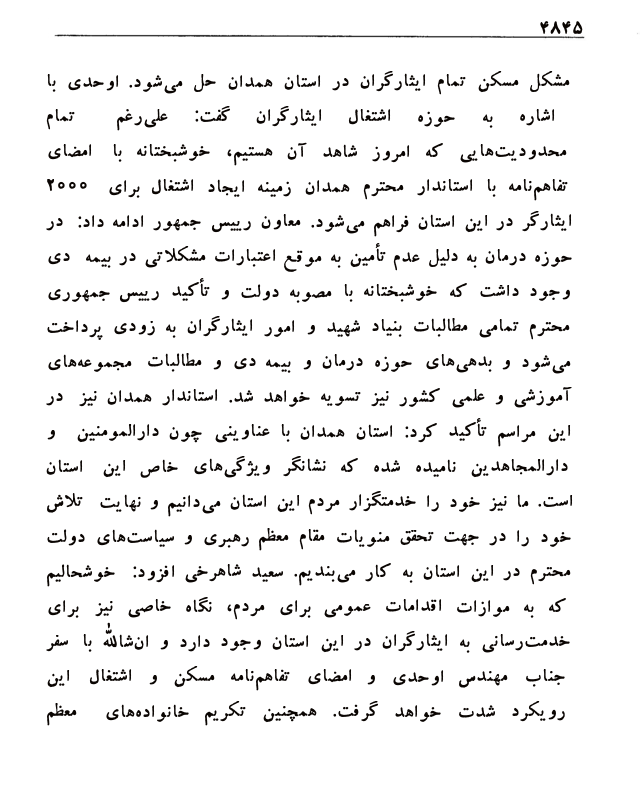 ۴۸۴۵
مشکل مسکن تمام ایثارگران در استان همدان حل می‌شود. اوحدی با
اشاره به حوزه اشتغال ایثارگران گفت: علی‌رغم تمام
محدودیت‌هایی که امروز شاهد آن هستیم، خوشبختانه با امضای
تفاهم‌نامه با استاندار محترم همدان زمینه ایجاد اشتغال برای ۲۰۰۰
ایثارگر در این استان فراهم می‌شود. معاون رییس جمهور ادامه داد: در
حوزه درمان به دلیل عدم تأمین به موقع اعتبارات مشکلاتی در بیمه دی
وجود داشت که خوشبختانه با مصوبه دولت و تأکید رییس جمهوری
محترم تمامی مطالبات بنیاد شهید و امور ایثارگران به زودی پرداخت
می‌شود و بدهی‌های حوزه درمان و بیمه دی و مطالبات مجموعه‌های
آموزشی و علمی کشور نیز تسویه خواهد شد. استاندار همدان نیز در
این مراسم تأکید کرد: استان همدان با عناوینی چون دارالمومنین و
دارالمجاهدین نامیده شده که نشانگر ویژگی‌های خاص این استان
است. ما نیز خود را خدمتگزار مردم این استان می‌دانیم و نهایت تلاش
خود را در جهت تحقق منویات مقام معظم رهبری و سیاست‌های دولت
محترم در این استان به کار می‌بندیم. سعید شاهرخی افزود: خوشحالیم
که به موازات اقدامات عمومی برای مردم، نگاه خاصی نیز برای
خدمت‌رسانی به ایثارگران در این استان وجود دارد و ان‌شالله با سفر
جناب مهندس اوحدی و امضای تفاهم‌نامه مسکن و اشتغال این
رویکرد شدت خواهد گرفت. همچنین تکریم خانواده‌های معظم